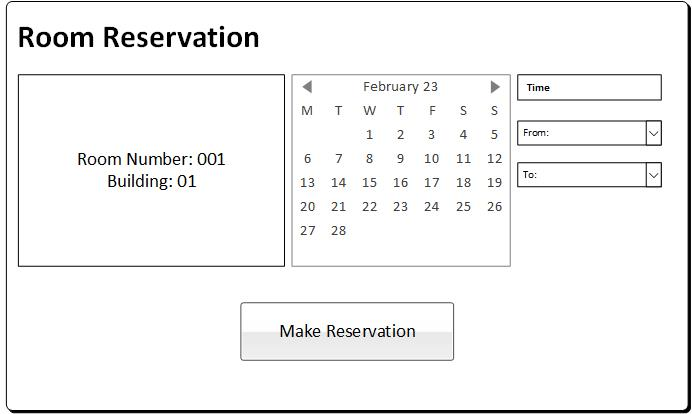 Room Reservation
Room Number: 001
Building: 01
February 23
M T W T F S S
1 2 3 4 5
6 7 8 9 10 11 12
13 14 15 16 17 18 19
20 21 22 23 24 25 26
27 28
Time
From:
To:
Make Reservation